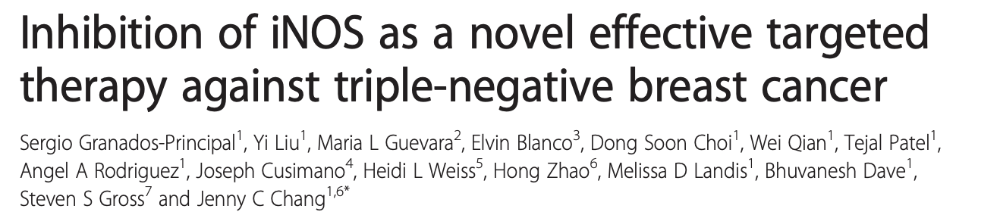 Inhibition of iNOS as a novel effective targeted
therapy against triple-negative breast cancer
Sergio Granados-Principal1, Yi Liu1, Maria L Guevara2, Elvin Blanco3, Dong Soon Choi1, Wei Qian1, Tejal Patel1,
Angel A Rodriguez1, Joseph Cusimano4, Heidi L Weiss5, Hong Zhao6, Melissa D Landis1, Bhuvanesh Dave1,
Steven S Gross7 and Jenny C Chang1,6*